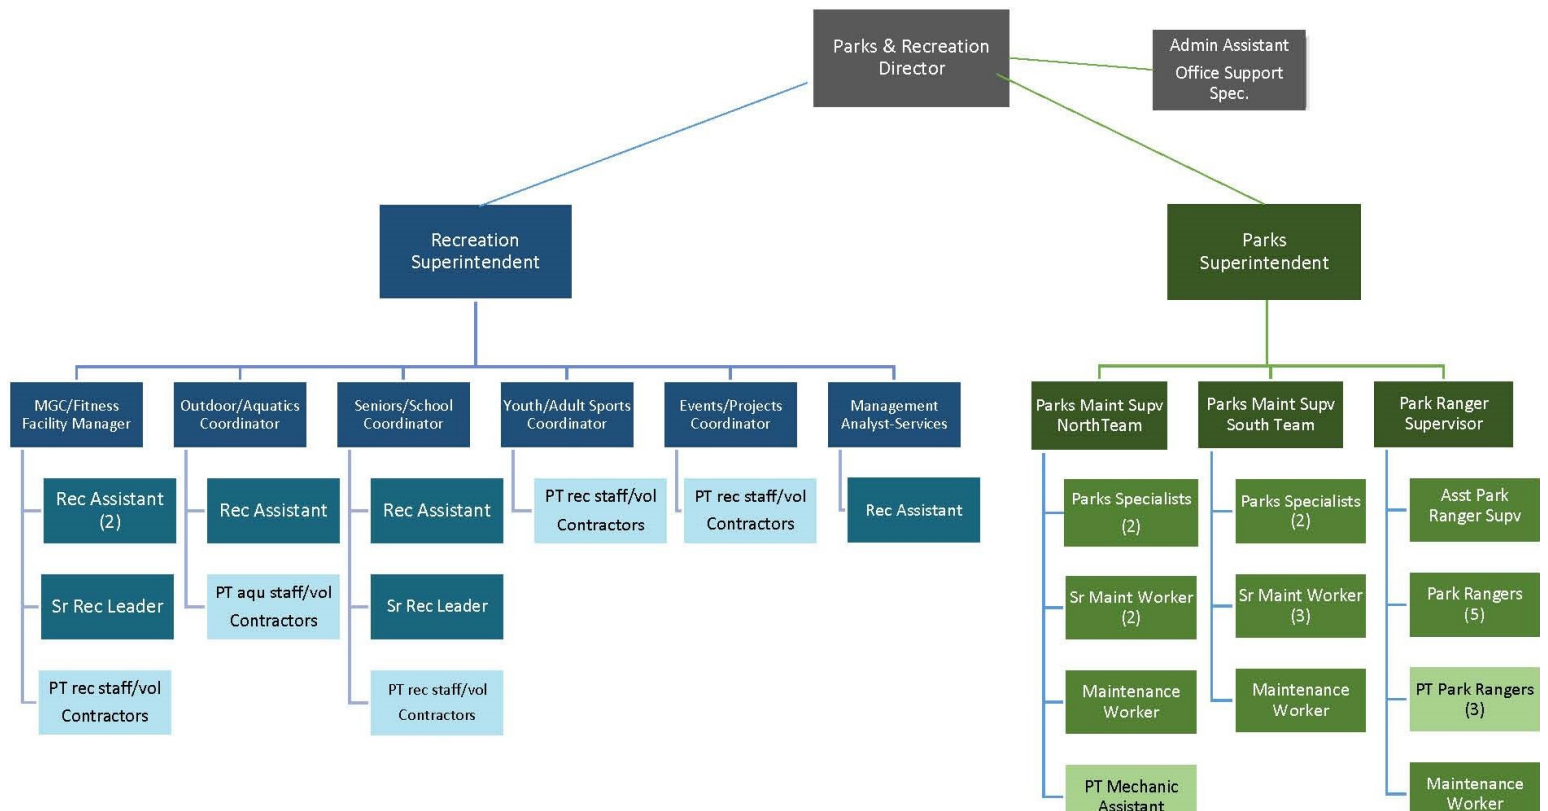 Parks & Recreation
Director
Admin Assistant
Office Support
Spec.
Recreation
Superintendent
Parks
Superintendent
MGC/Fitness
Facility Manager
Rec Assistant
(2)
Sr Rec Leader
PT rec staff/vol
Contractors
Outdoor/Aquatics
Coordinator
Rec Assistant
PT aqu staff/vol
Contractors
Seniors/School
Coordinator
Rec Assistant
Sr Rec Leader
PT rec staff/vol
Contractors
Youth/Adult Sports
Coordinator
PT rec staff/vol
Contractors
Events/Projects
Coordinator
PT rec staff/vol
Contractors
Management
Analyst-Services
Rec Assistant
Parks Maint Supv
NorthTeam
Parks Specialists
(2)
Sr Maint Worker
(2)
Maintenance
Worker
PT Mechanic
Assistant
Parks Maint Supv
South Team
Parks Specialists
(2)
Sr Maint Worker
(3)
Maintenance
Worker
Park Ranger
Supervisor
Asst Park
Ranger Supv
Park Rangers
(5)
PT Park Rangers
(3)
Maintenance
Worker